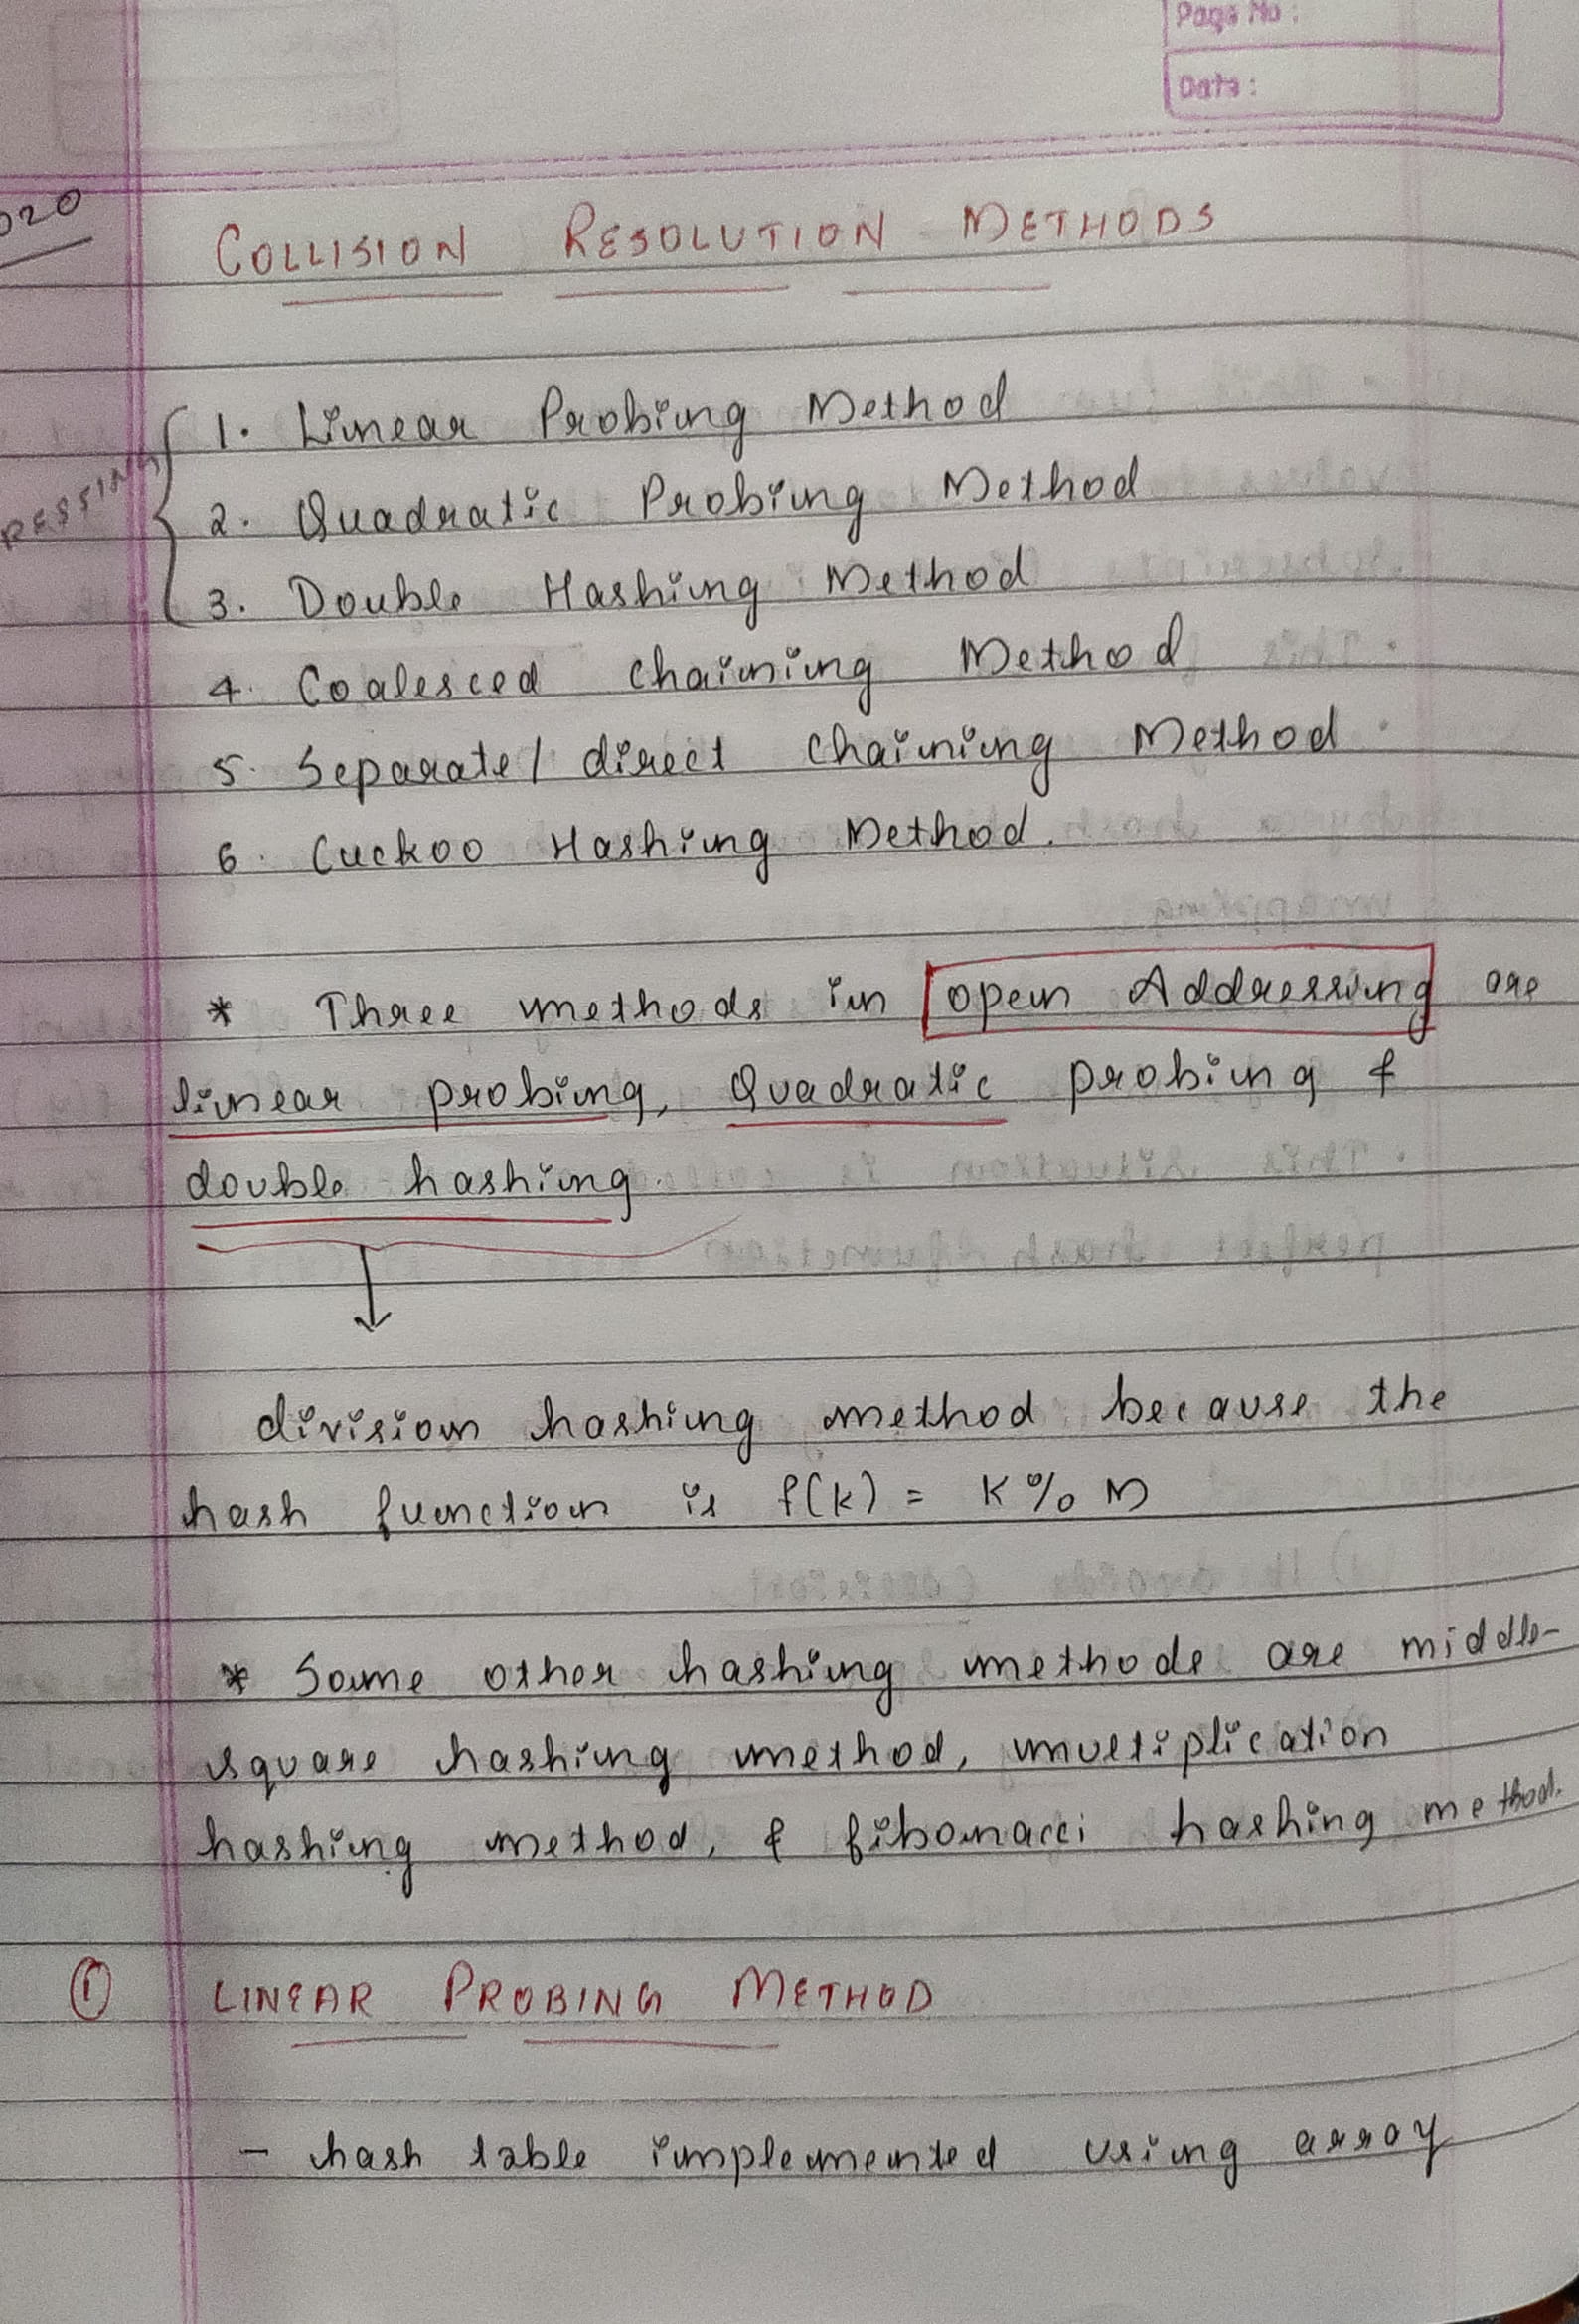 Page No :
Date :
020
COLLISION RESOLUTION METHODS
RESSING
1. Linear Probing Method
2. Quadratic Probing Method
3. Double Hashing Method
4. Coalesced chaining Method
5. Separate/ direct chaining Method.
6. Cuckoo Hashing Method.
* Three methods in open Addressing are
linear probing, Quadratic probing &
double hashing.
division hashing method because the
hash function is f(k) = K % M
* Some other hashing methods are middle-
square hashing method, multiplication
hashing method, & fibonacci hashing method.
① LINEAR PROBING METHOD
- hash table implemented using array